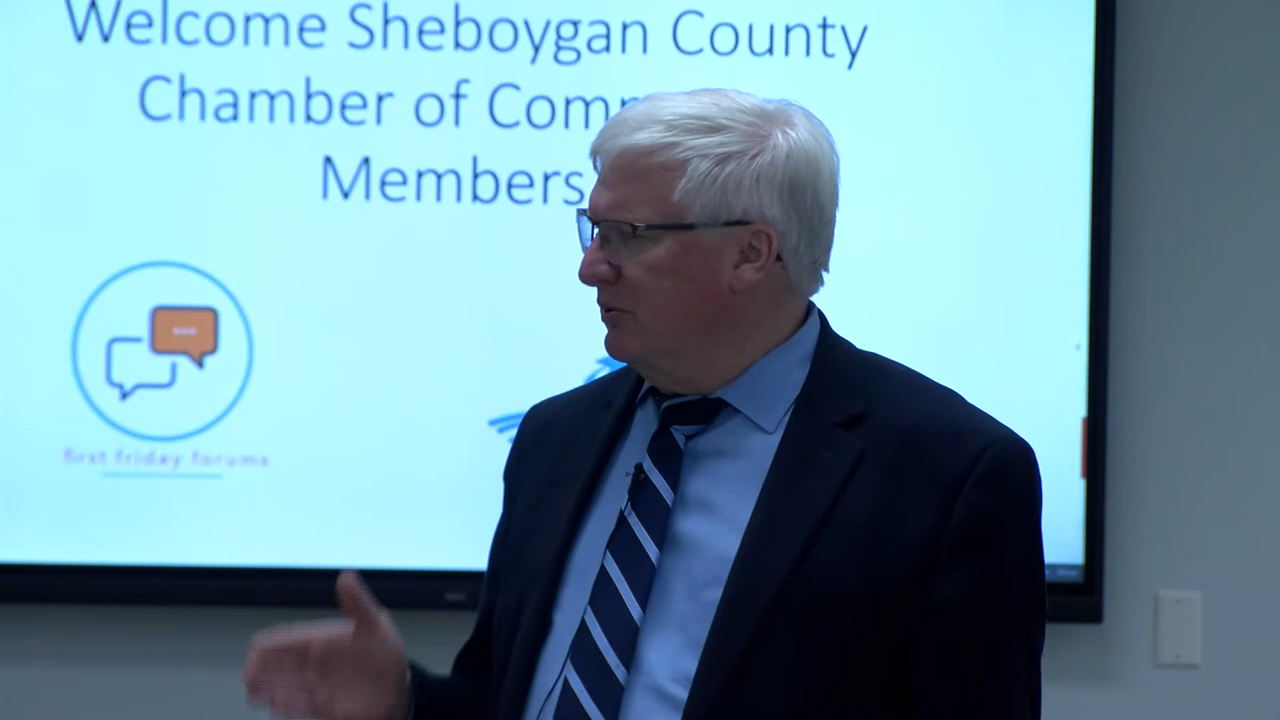 Welcome Sheboygan County
Chamber of Com
Members
first friday forums